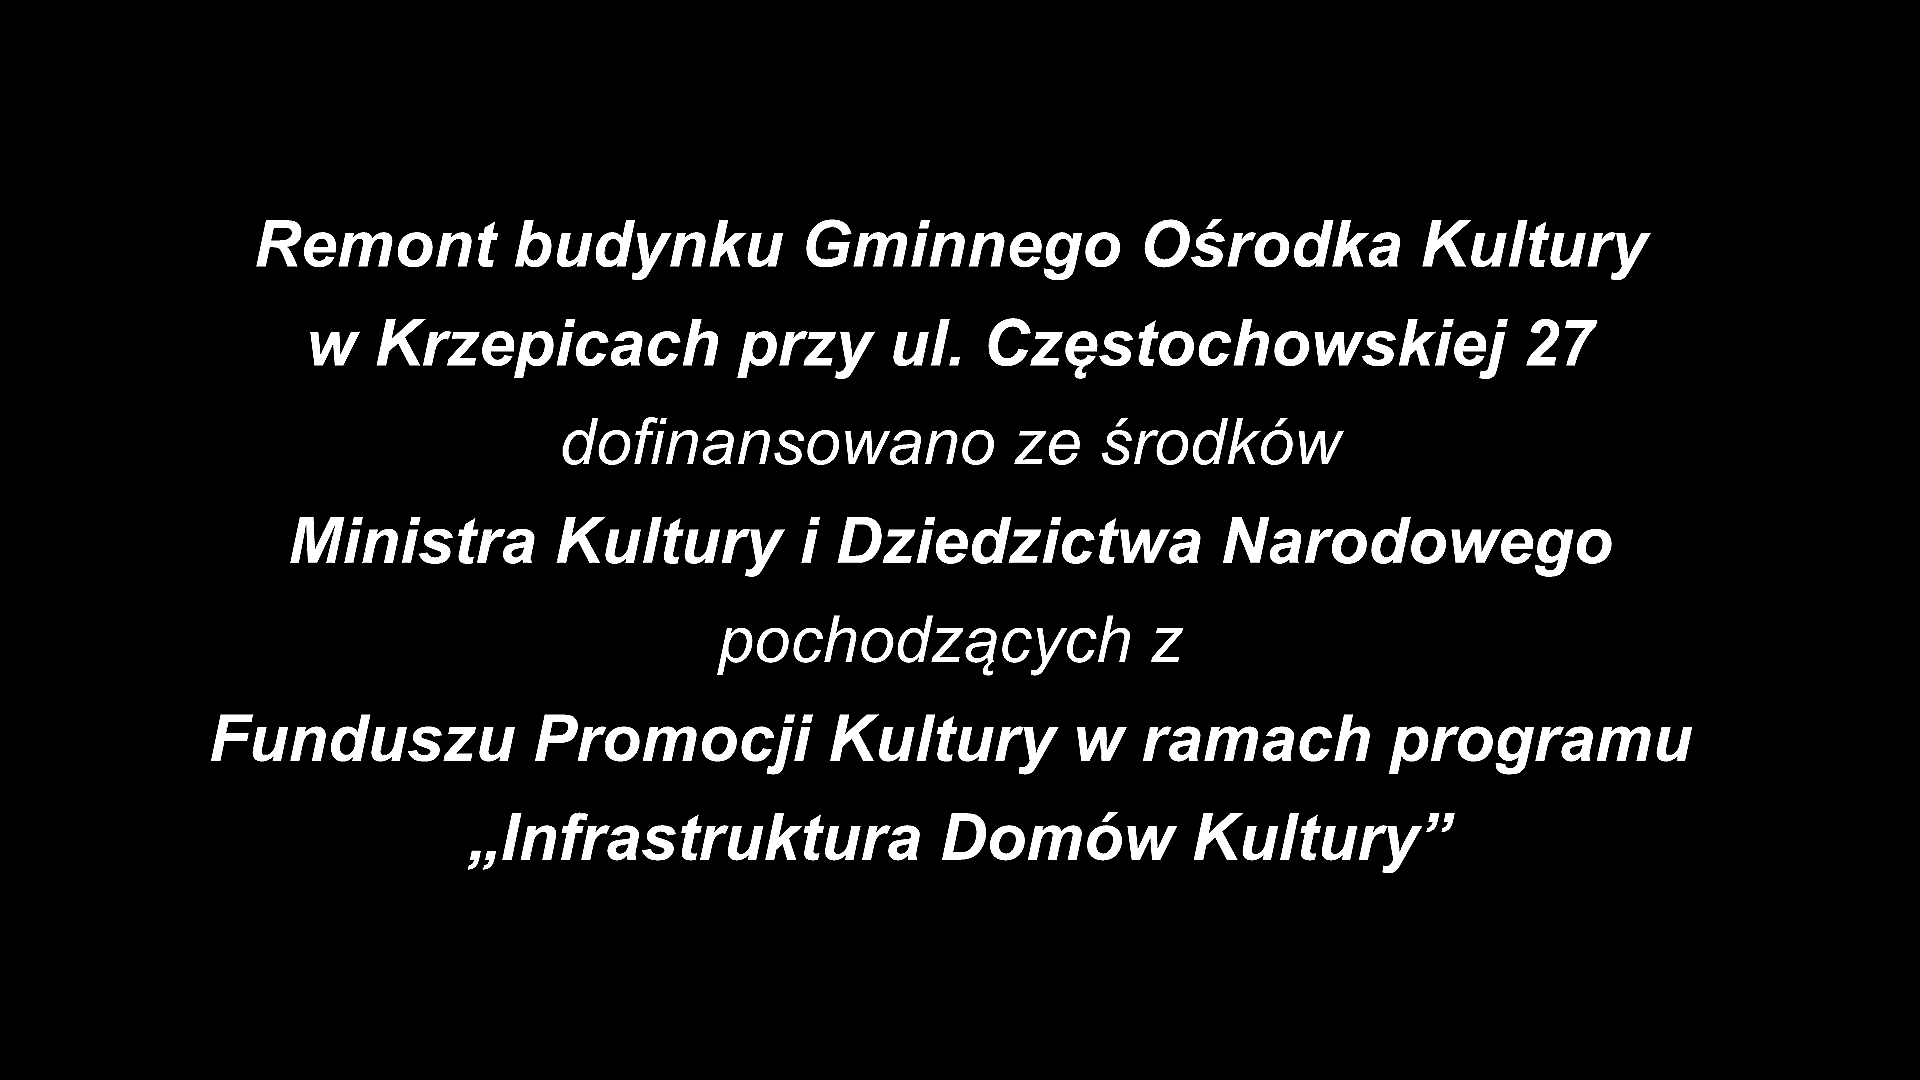 Remont budynku Gminnego Ośrodka Kultury
w Krzepicach przy ul. Częstochowskiej 27
dofinansowano ze środków
Ministra Kultury i Dziedzictwa Narodowego
pochodzących z
Funduszu Promocji Kultury w ramach programu
„Infrastruktura Domów Kultury”